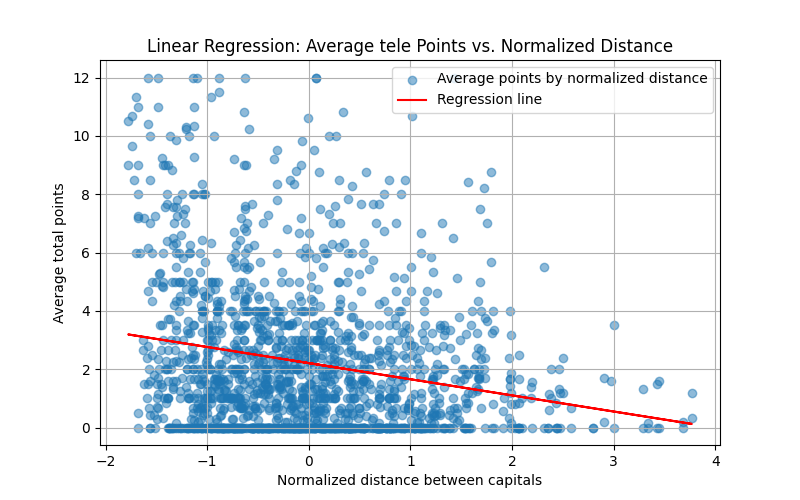 Linear Regression: Average tele Points vs. Normalized Distance
Average points by normalized distance
Regression line
Average total points
12
10
8
6
4
2
0
−2
−1
0
1
2
3
4
Normalized distance between capitals